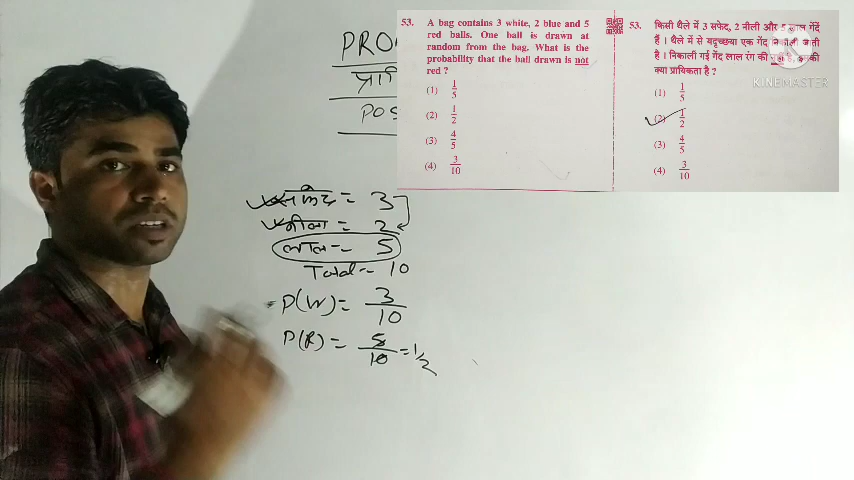 PRO
प्रा
POS
53. A bag contains 3 white, 2 blue and 5
red balls. One ball is drawn at
random from the bag. What is the
probability that the ball drawn is not
red ?
(1) 1/5
(2) 1/2
(3) 4/5
(4) 3/10
53. किसी थैले में 3 सफेद, 2 नीली और 5 लाल गेंदें
हैं । थैले में से यदृच्छया एक गेंद निकाली जाती
है । निकाली गई गेंद लाल रंग की
क्या प्रायिकता है ?
(1) 1/5
(2) 1/2
(3) 4/5
(4) 3/10
KINEMASTER
सफेद = 3
नीला = 2
लाल = 5
Total = 10
P(W) = 3/10
P(R) = 5/10 = 1/2